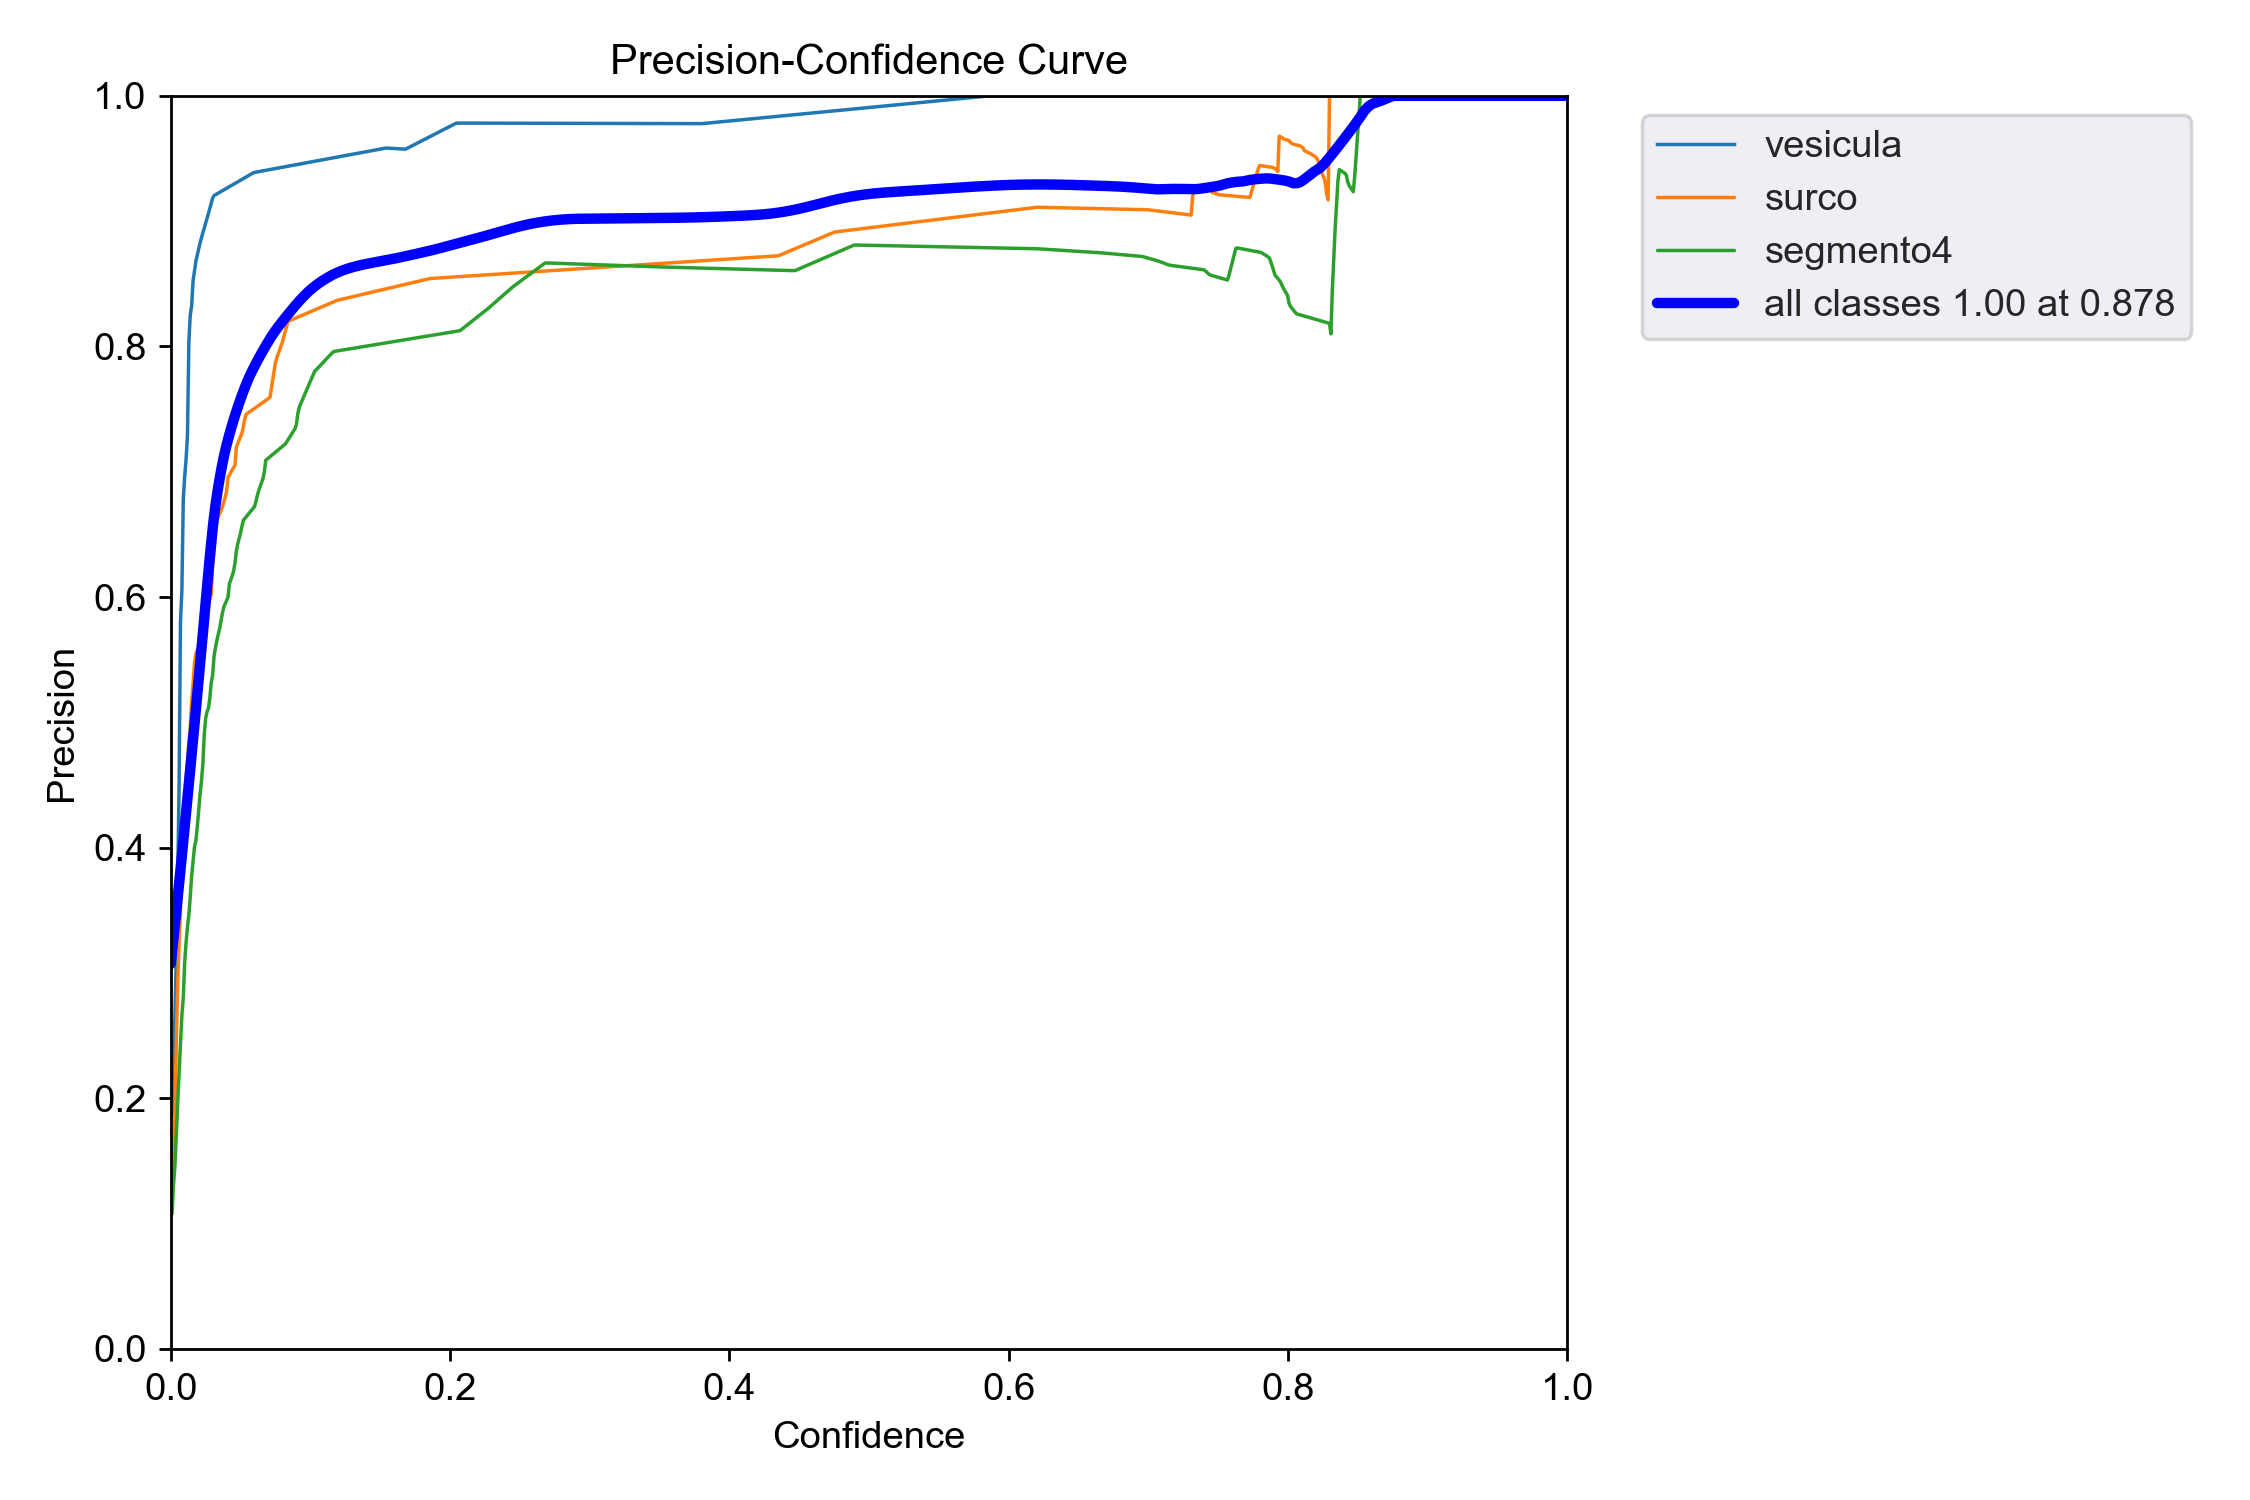 Precision-Confidence Curve
1.0
0.8
0.6
0.4
0.2
0.0
Precision
0.0 0.2 0.4 0.6 0.8 1.0
Confidence
vesicula
surco
segmento4
all classes 1.00 at 0.878